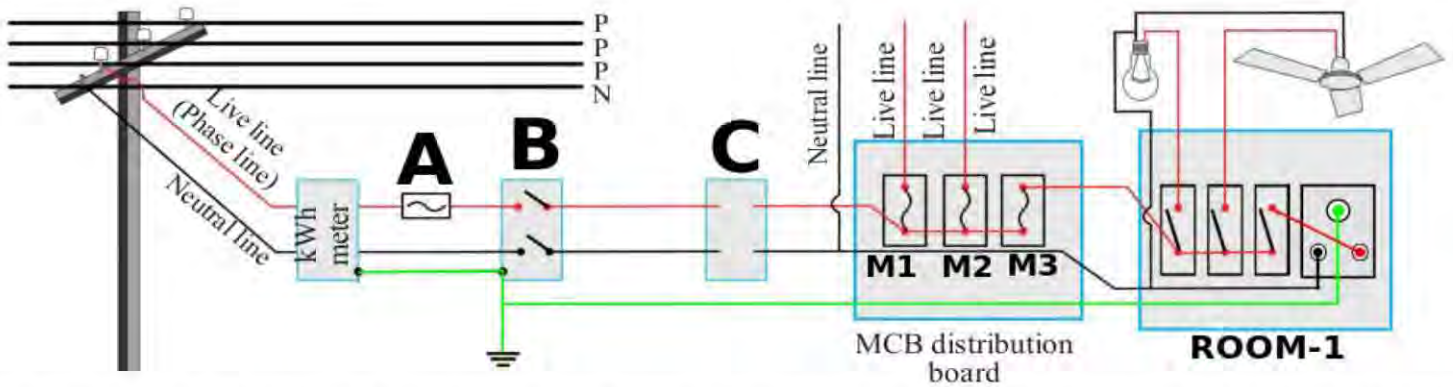 P
P
P
N
Live line
(Phase line)
Neutral line
kWh
meter
A
B
C
Neutral line
Live line
Live line
Live line
M1
M2
M3
MCB distribution
board
ROOM-1